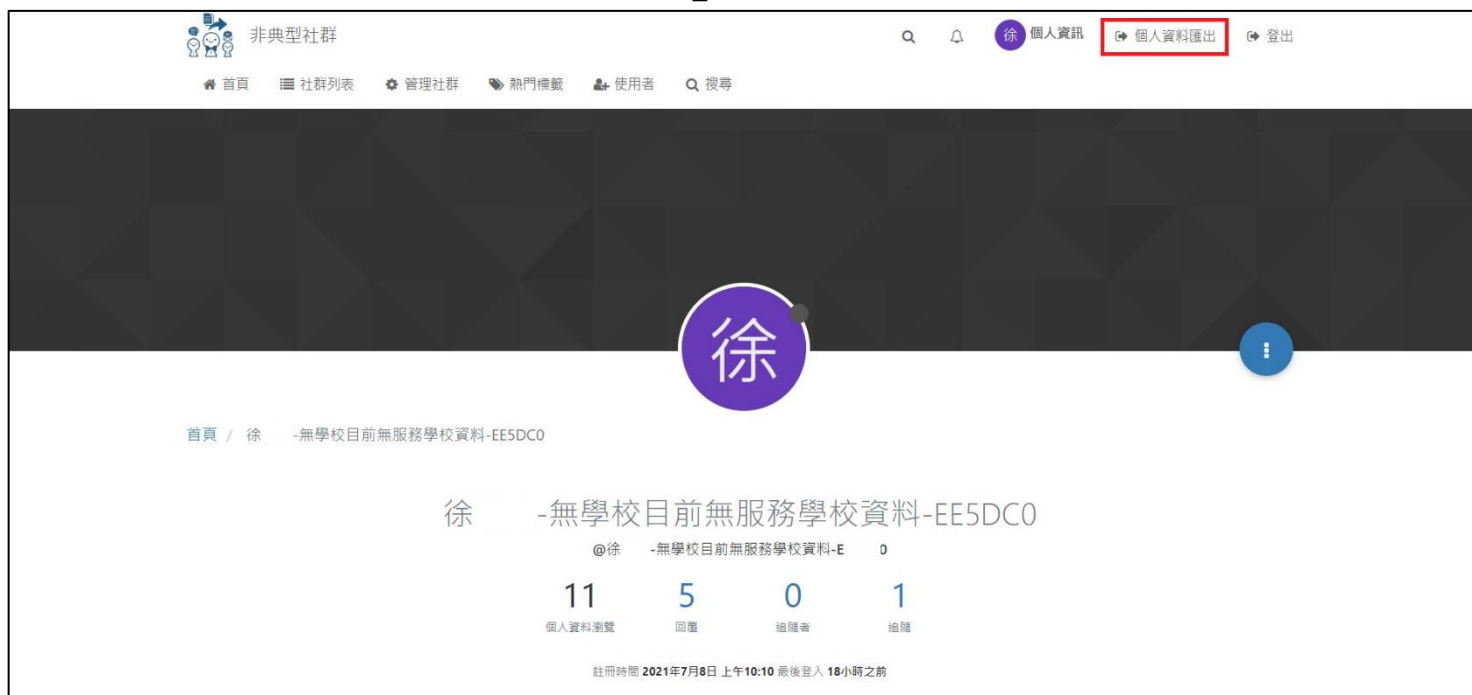 非典型社群
徐 個人資訊 個人資料匯出 登出
首頁 社群列表 管理社群 熱門標籤 使用者 搜尋
徐
首頁 / 徐 -無學校目前無服務學校資料-EE5DC0
徐 -無學校目前無服務學校資料-EE5DC0
@徐 -無學校目前無服務學校資料-E 0
11 5 0 1
個人資料瀏覽 回覆 追隨者 追隨
註冊時間 2021年7月8日 上午10:10 最後登入 18小時之前